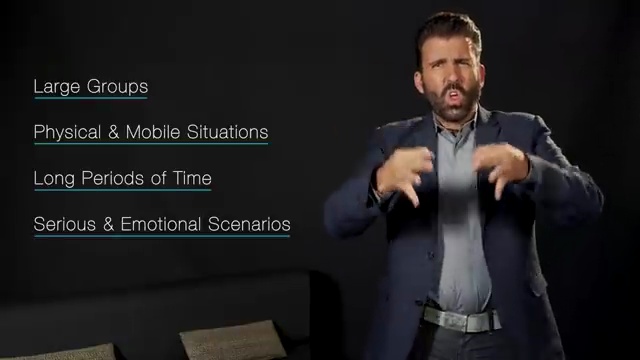 Large Groups
Physical & Mobile Situations
Long Periods of Time
Serious & Emotional Scenarios